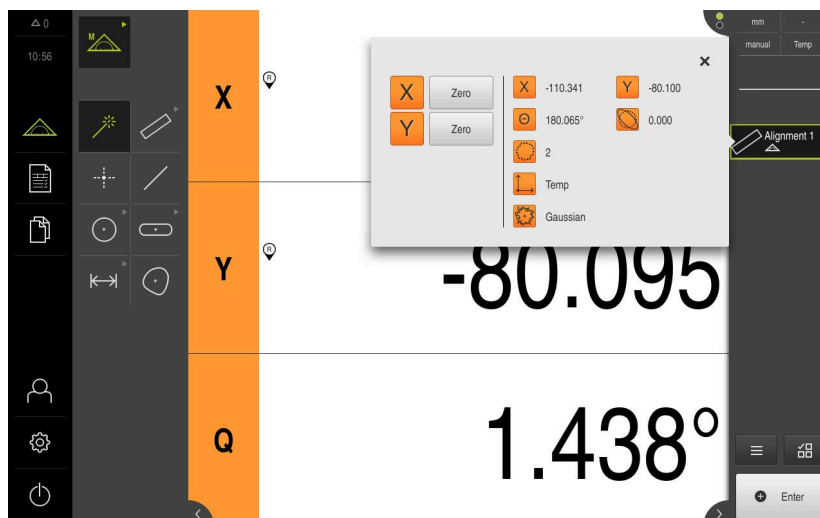 0
10:56
M
X
R
X
Zero
Y
Zero
X -110.341 Y -80.100
Θ 180.065° 0.000
2
Temp
Gaussian
mm -
manual Temp
Alignment 1
Y
R
-80.095
Q
1.438°
Enter